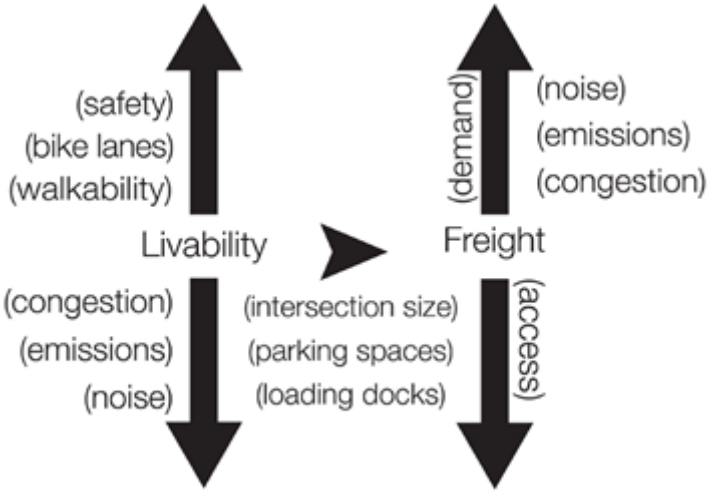 (safety)
(bike lanes)
(walkability)
Livability
(congestion)
(emissions)
(noise)
(intersection size)
(parking spaces)
(loading docks)
(demand)
(noise)
(emissions)
(congestion)
Freight
(access)